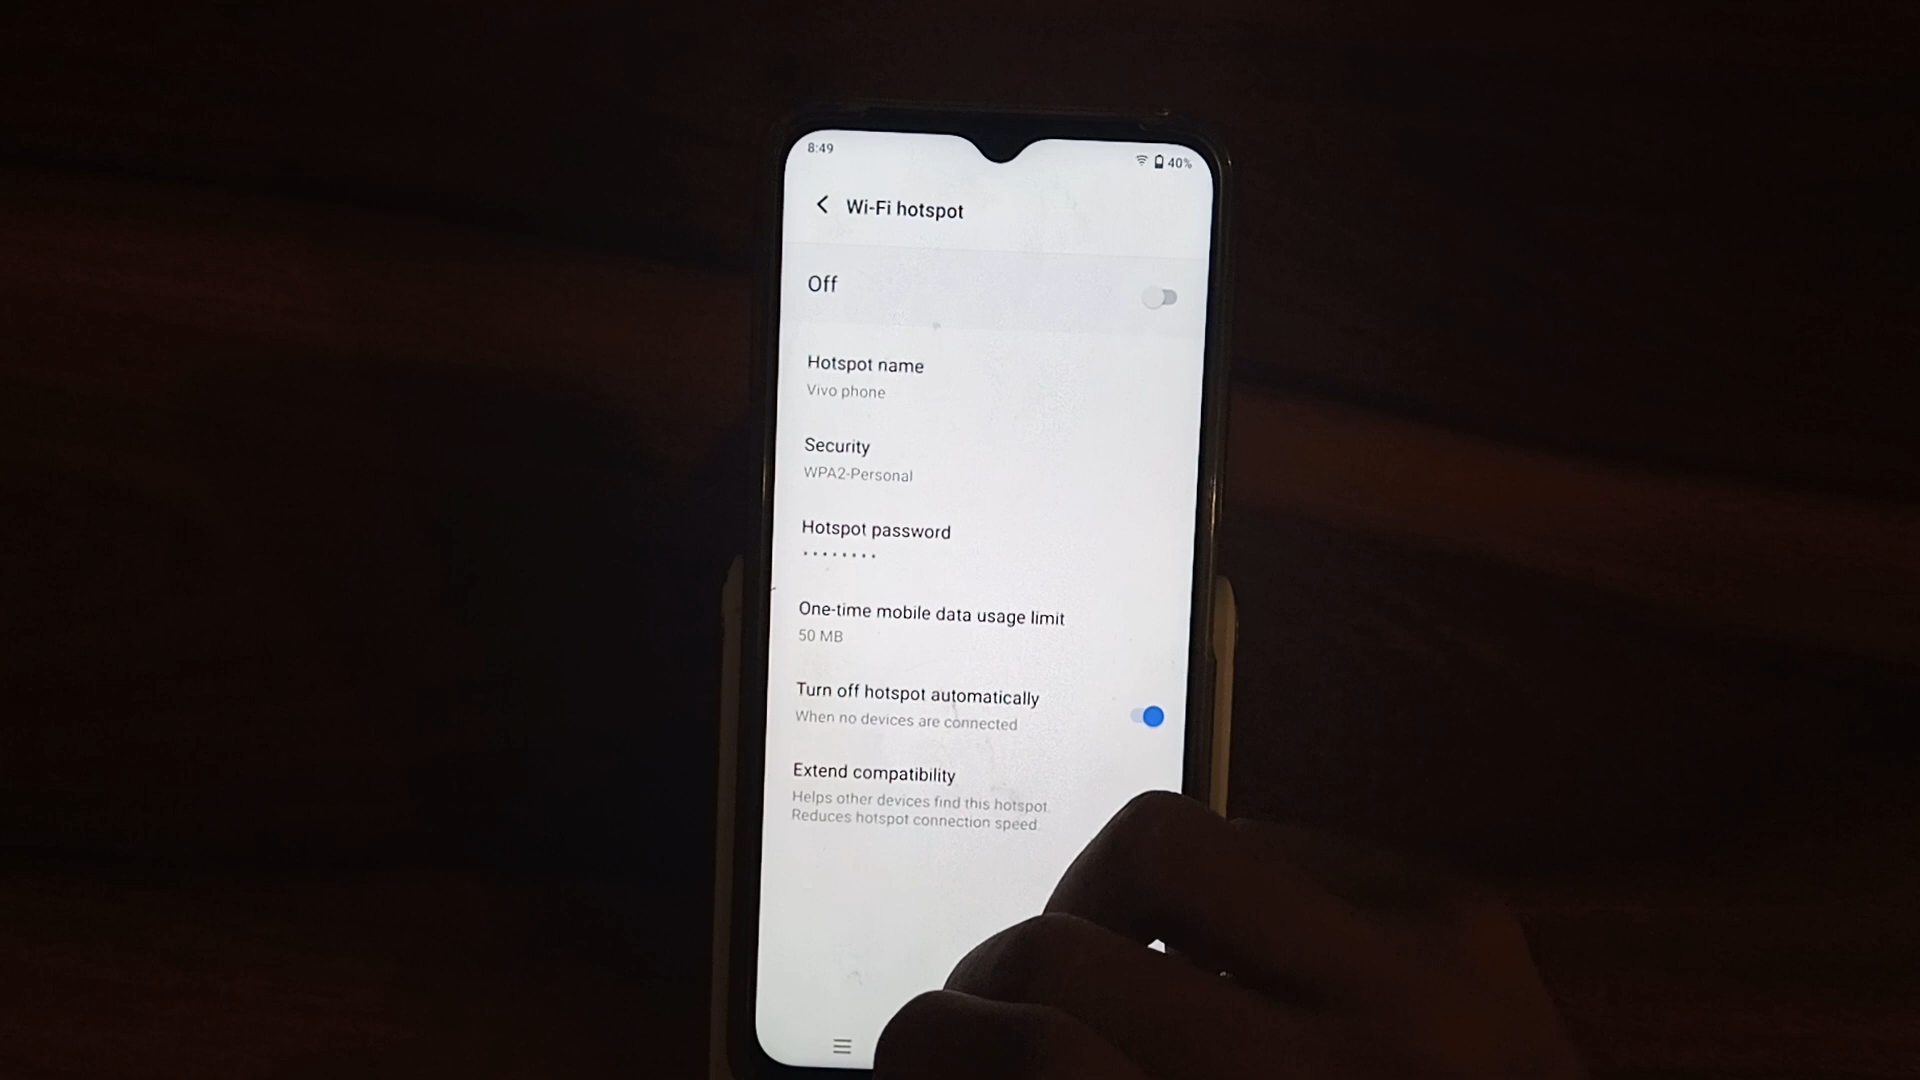 8:49
40%
Wi-Fi hotspot
Off
Hotspot name
Vivo phone
Security
WPA2-Personal
Hotspot password
••••••••
One-time mobile data usage limit
50 MB
Turn off hotspot automatically
When no devices are connected
Extend compatibility
Helps other devices find this hotspot.
Reduces hotspot connection speed.